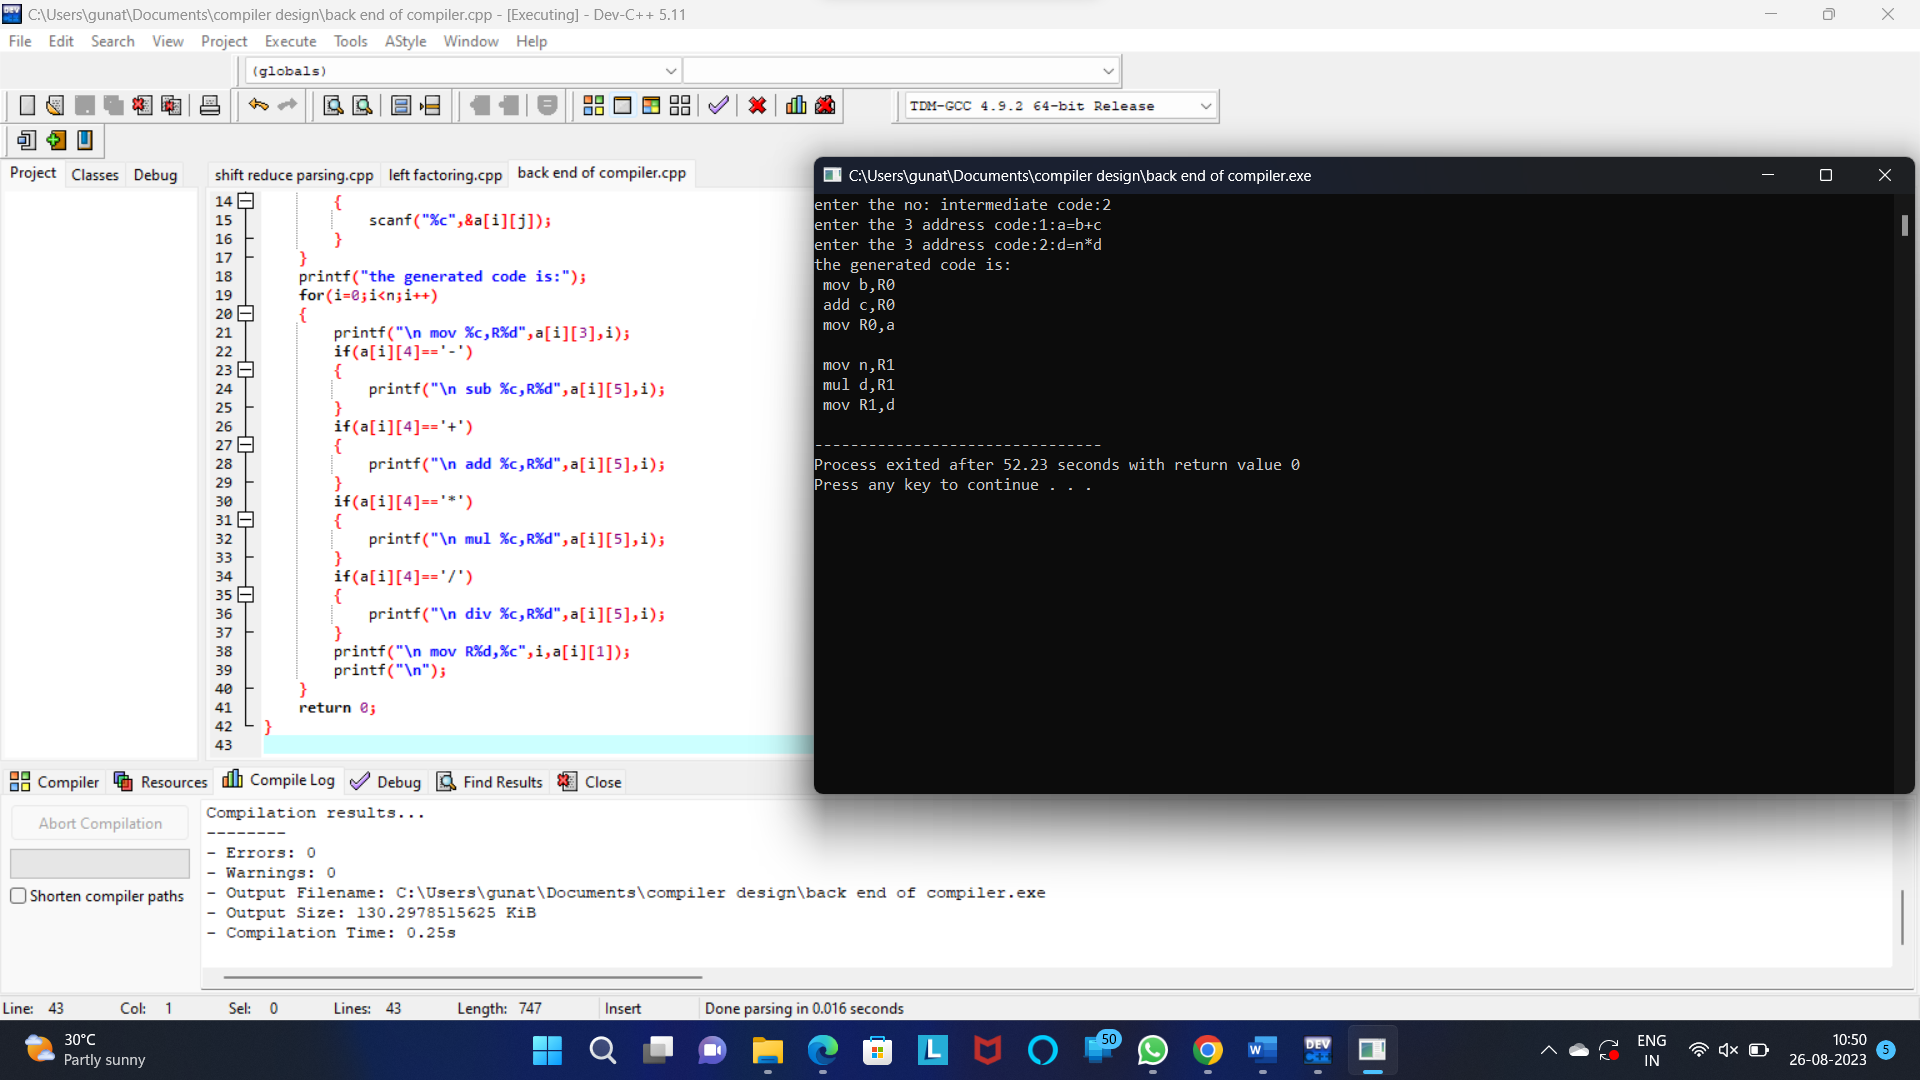 C:\Users\gunat\Documents\compiler design\back end of compiler.cpp - [Executing] - Dev-C++ 5.11
File Edit Search View Project Execute Tools AStyle Window Help
(globals)
TDM-GCC 4.9.2 64-bit Release
Project Classes Debug
shift reduce parsing.cpp left factoring.cpp back end of compiler.cpp
14 {
15 scanf("%c",&a[i][j]);
16 }
17 }
18 printf("the generated code is:");
19 for(i=0;i<n;i++)
20 {
21 printf("\n mov %c,R%d",a[i][3],i);
22 if(a[i][4]=='-')
23 {
24 printf("\n sub %c,R%d",a[i][5],i);
25 }
26 if(a[i][4]=='+')
27 {
28 printf("\n add %c,R%d",a[i][5],i);
29 }
30 if(a[i][4]=='*')
31 {
32 printf("\n mul %c,R%d",a[i][5],i);
33 }
34 if(a[i][4]=='/')
35 {
36 printf("\n div %c,R%d",a[i][5],i);
37 }
38 printf("\n mov R%d,%c",i,a[i][1]);
39 printf("\n");
40 }
41 return 0;
42 }
43
C:\Users\gunat\Documents\compiler design\back end of compiler.exe
enter the no: intermediate code:2
enter the 3 address code:1:a=b+c
enter the 3 address code:2:d=n*d
the generated code is:
mov b,R0
add c,R0
mov R0,a
mov n,R1
mul d,R1
mov R1,d
--------------------------------
Process exited after 52.23 seconds with return value 0
Press any key to continue . . .
Compiler Resources Compile Log Debug Find Results Close
Abort Compilation
Shorten compiler paths
Compilation results...
--------
- Errors: 0
- Warnings: 0
- Output Filename: C:\Users\gunat\Documents\compiler design\back end of compiler.exe
- Output Size: 130.2978515625 KiB
- Compilation Time: 0.25s
Line: 43 Col: 1 Sel: 0 Lines: 43 Length: 747 Insert Done parsing in 0.016 seconds
30°C
Partly sunny
L
50
W
DEV
ENG
IN
10:50
26-08-2023
5